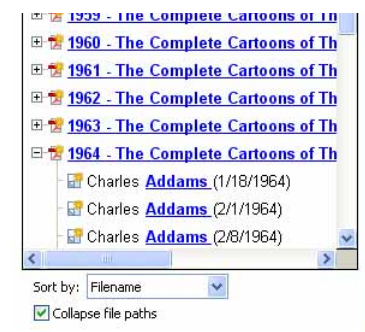 1959 - The Complete Cartoons of Th
1960 - The Complete Cartoons of Th
1961 - The Complete Cartoons of Th
1962 - The Complete Cartoons of Th
1963 - The Complete Cartoons of Th
1964 - The Complete Cartoons of Th
Charles Addams (1/18/1964)
Charles Addams (2/1/1964)
Charles Addams (2/8/1964)
Sort by: Filename
Collapse file paths